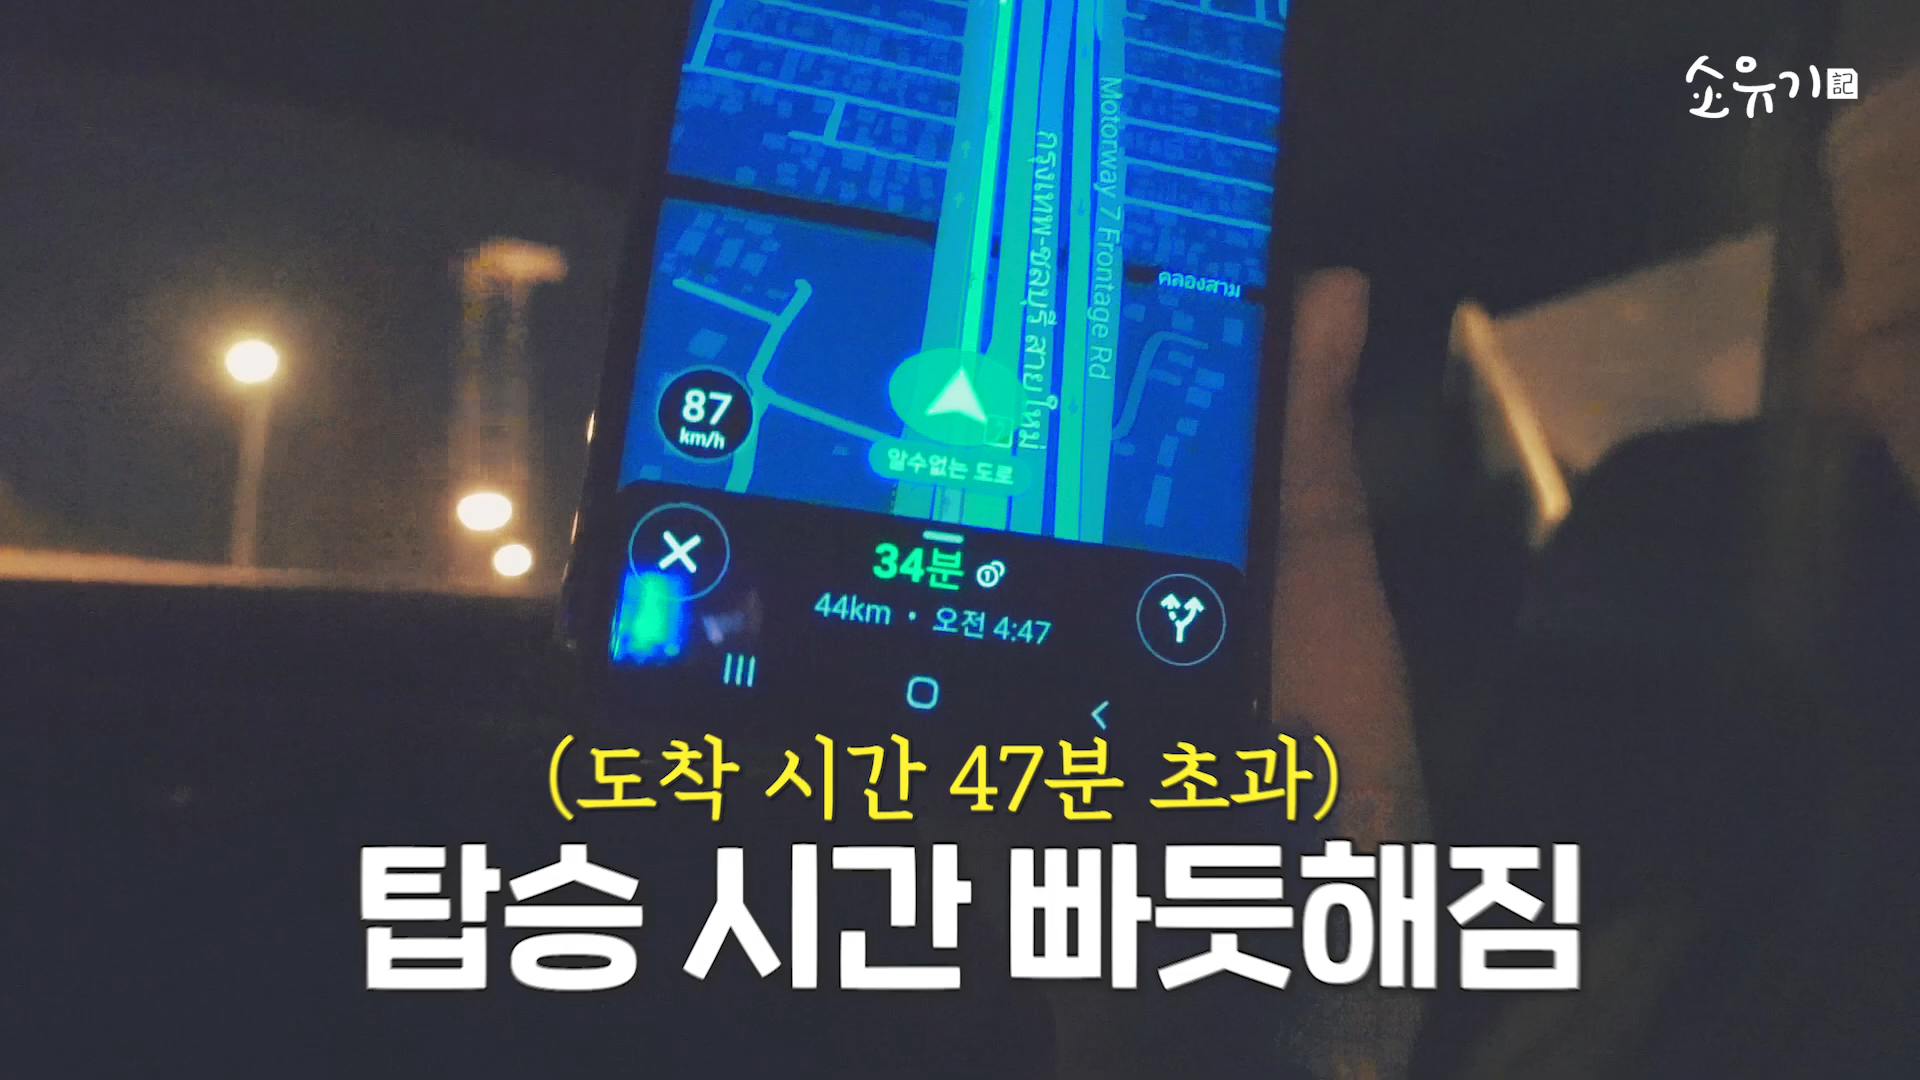 소유기記
Motorway 7 Frontage Rd
กรุงเทพ-ชลบุรี สายใหม่
คลองสาม
87
km/h
7
알수없는 도로
34분
44km · 오전 4:47
(도착 시간 47분 초과)
탑승 시간 빠듯해짐